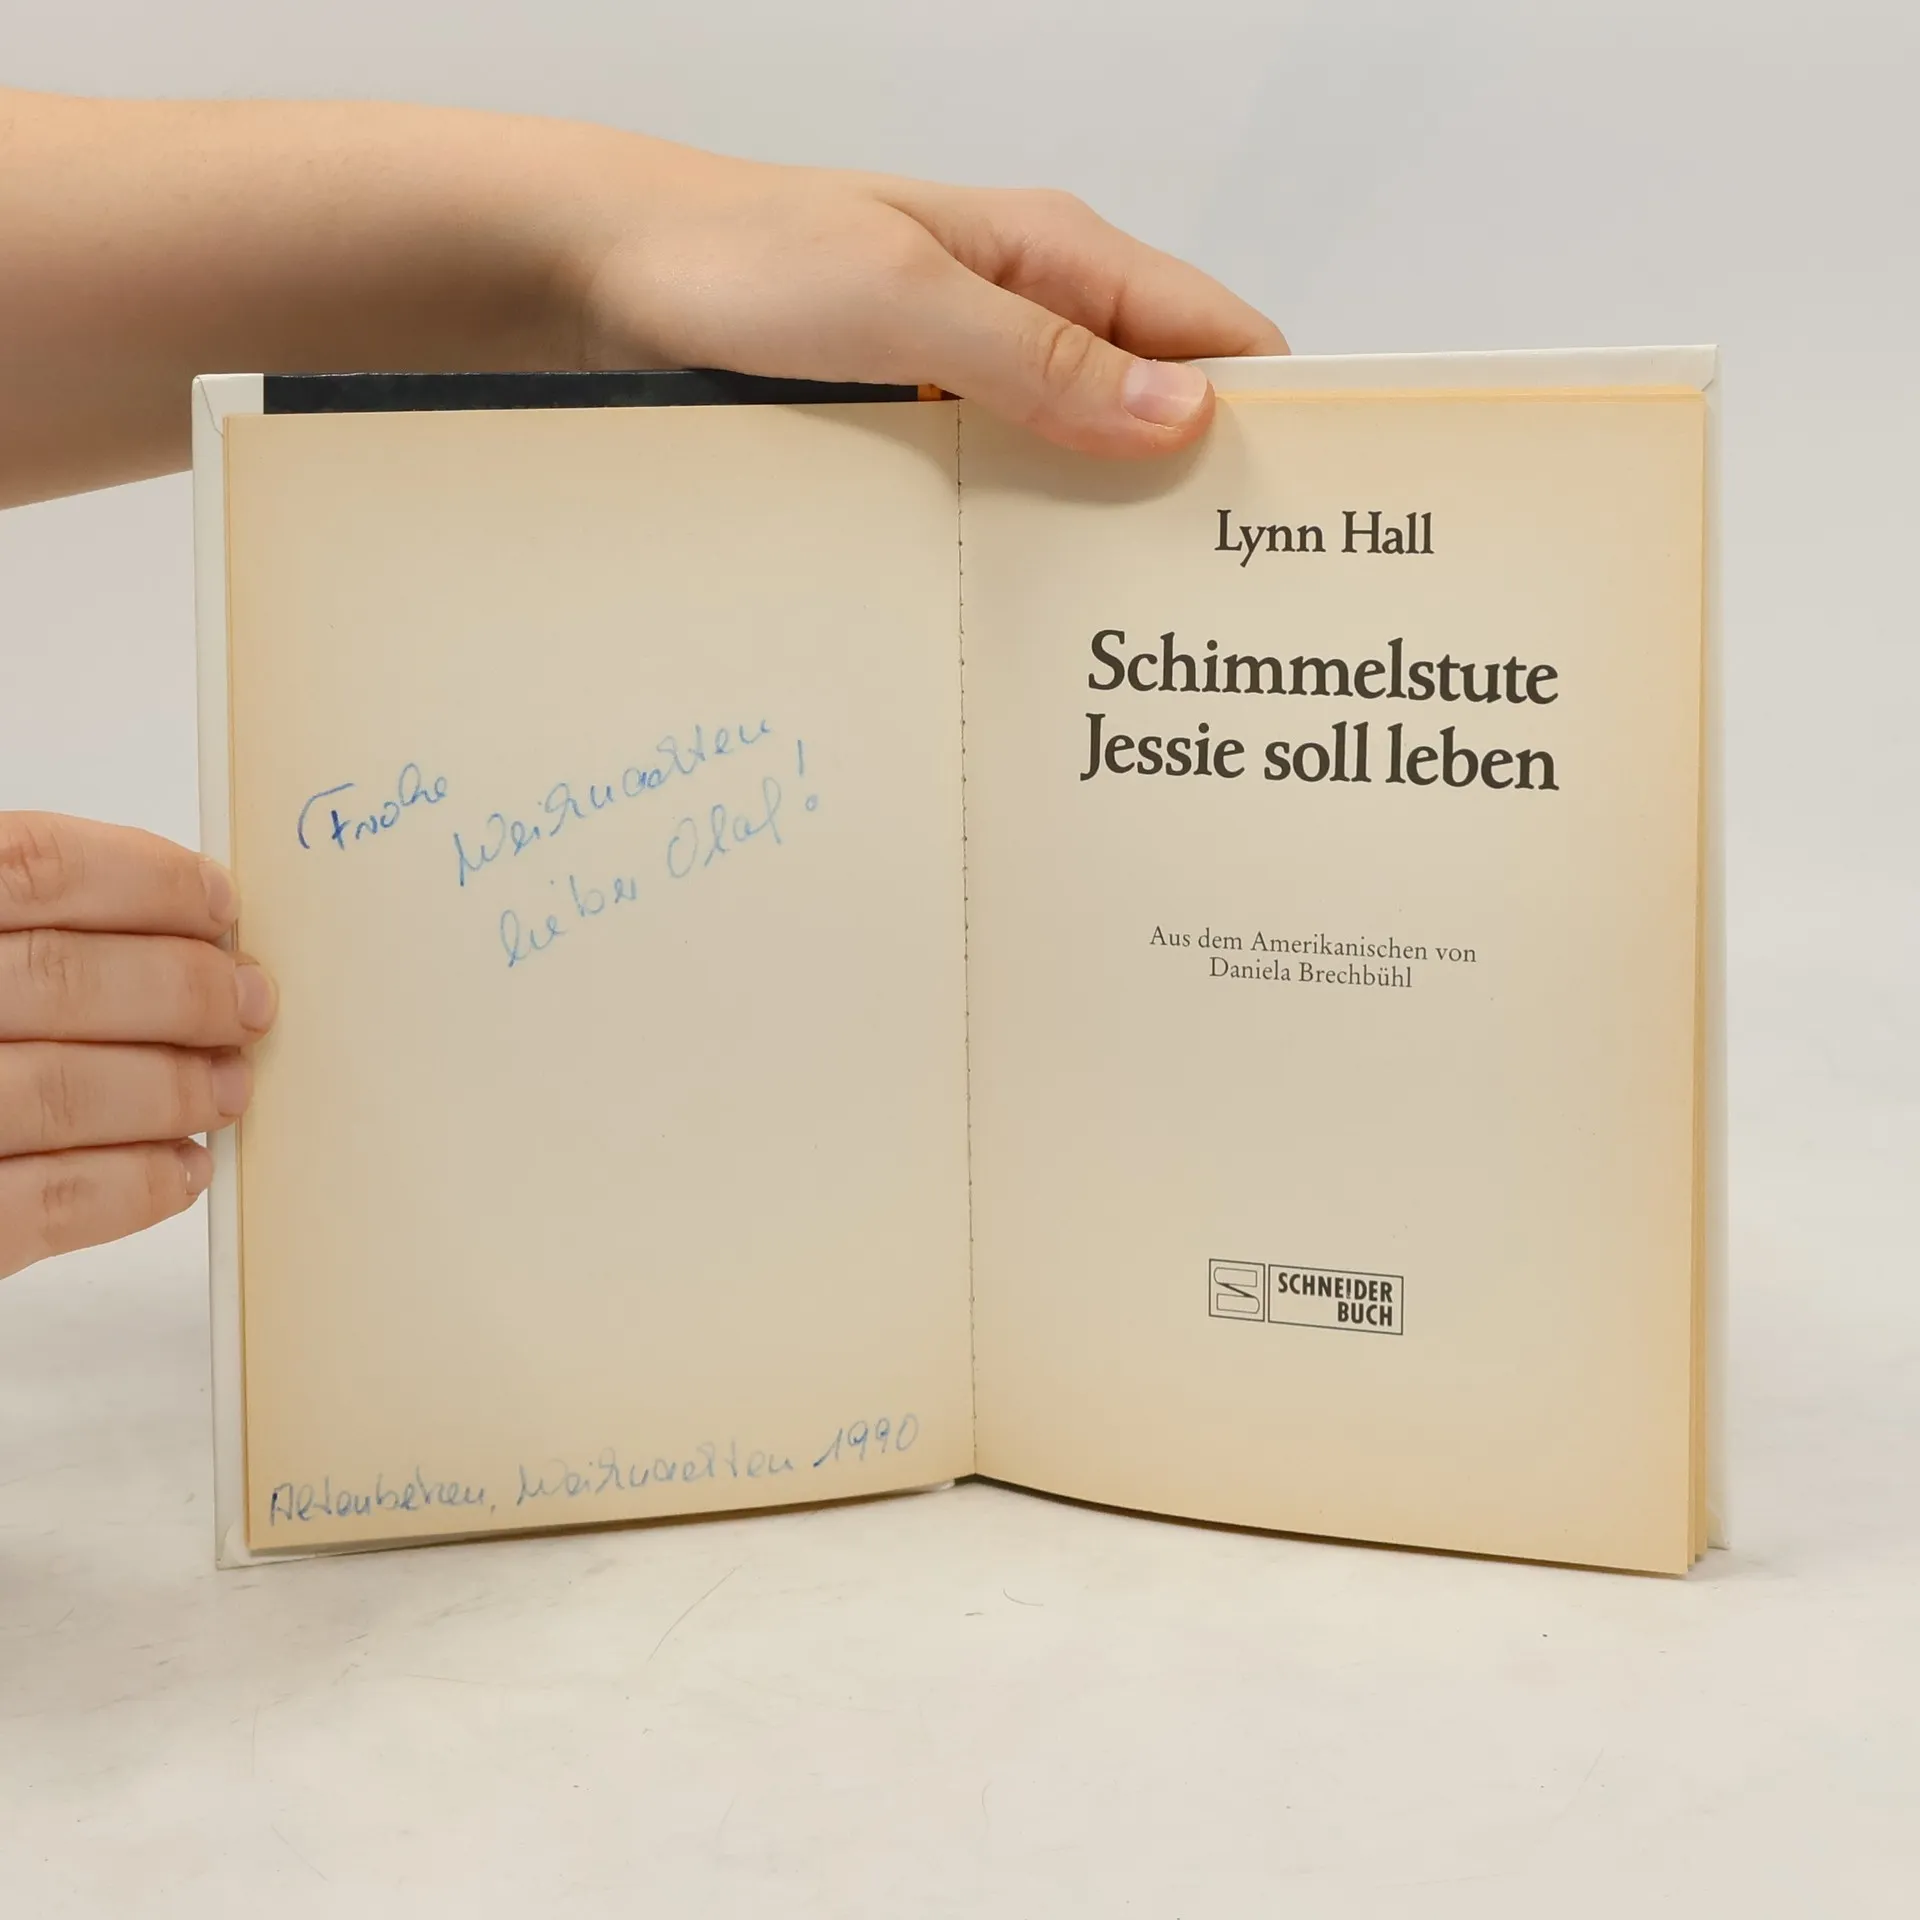 Frohe
Weihnachten
lieber Olaf!
Altenbeken, Weihnachten 1990
Lynn Hall
Schimmelstute
Jessie soll leben
Aus dem Amerikanischen von
Daniela Brechbühl
SCHNEIDER
BUCH